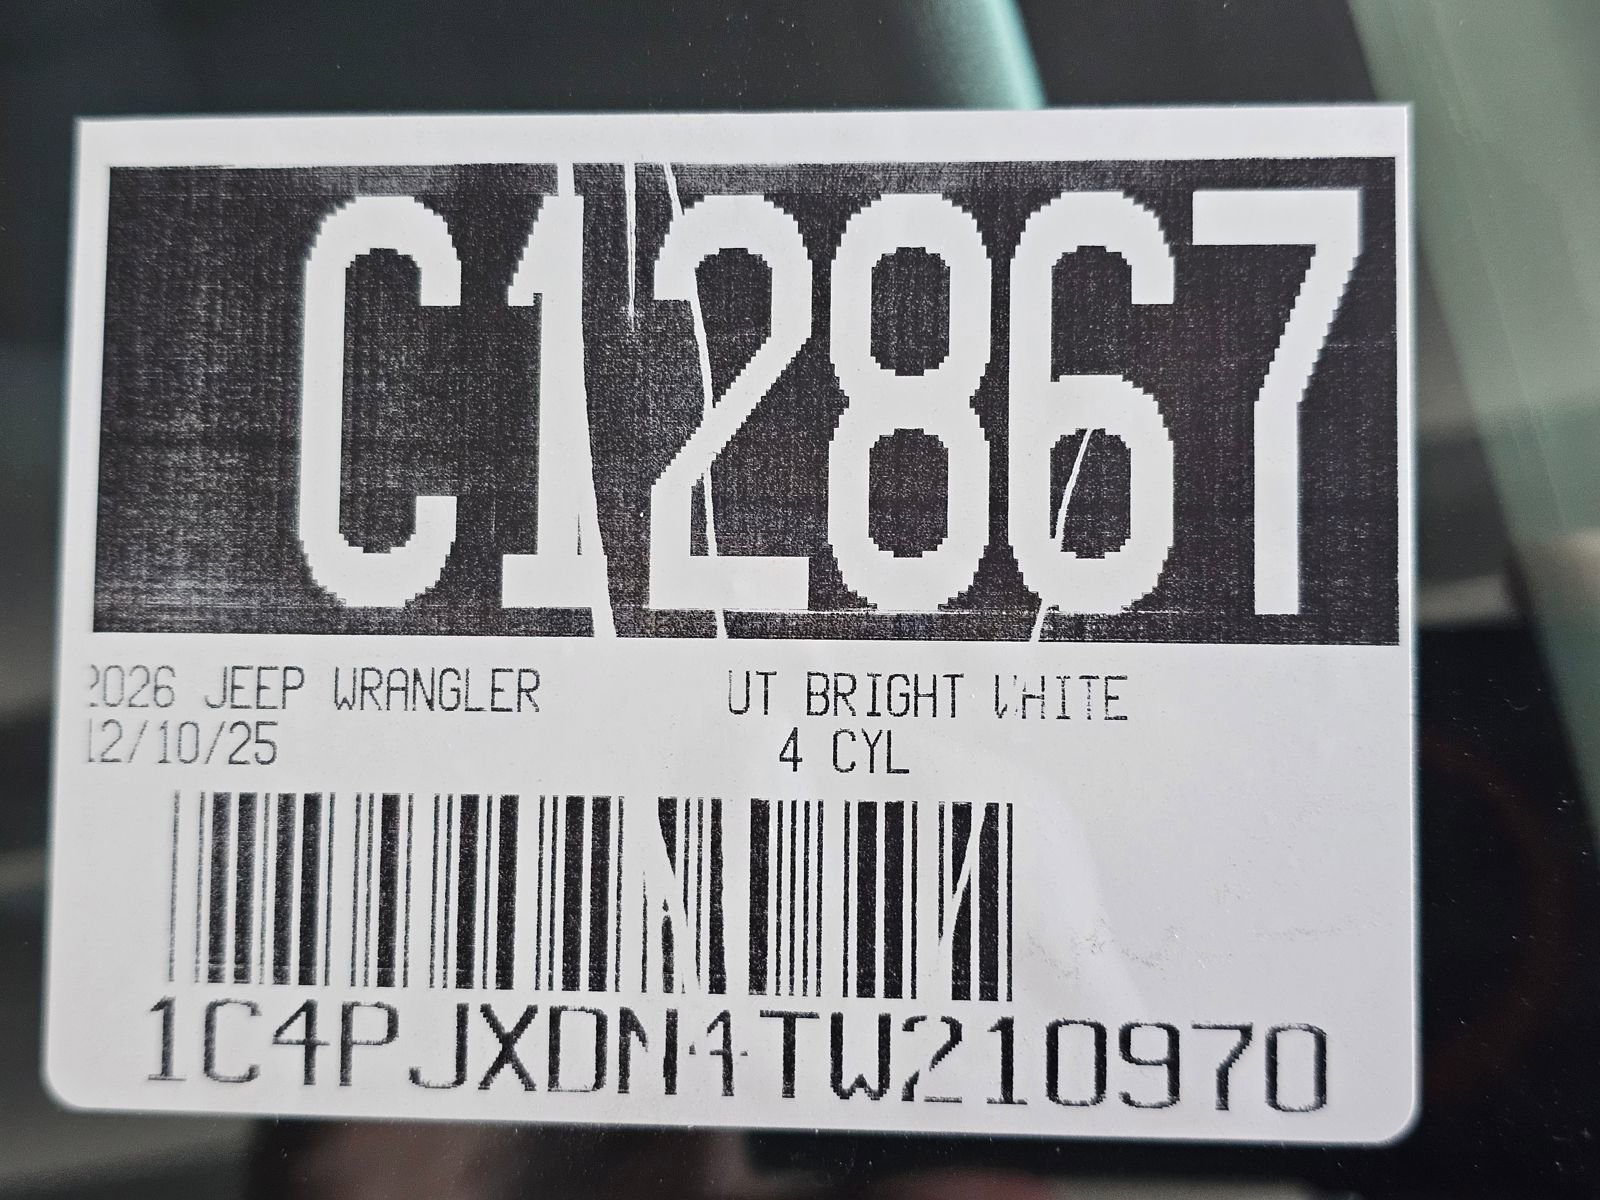 C12867
2026 JEEP WRANGLER UT BRIGHT WHITE
12/10/25 4 CYL
1C4PJXDN4TW210970